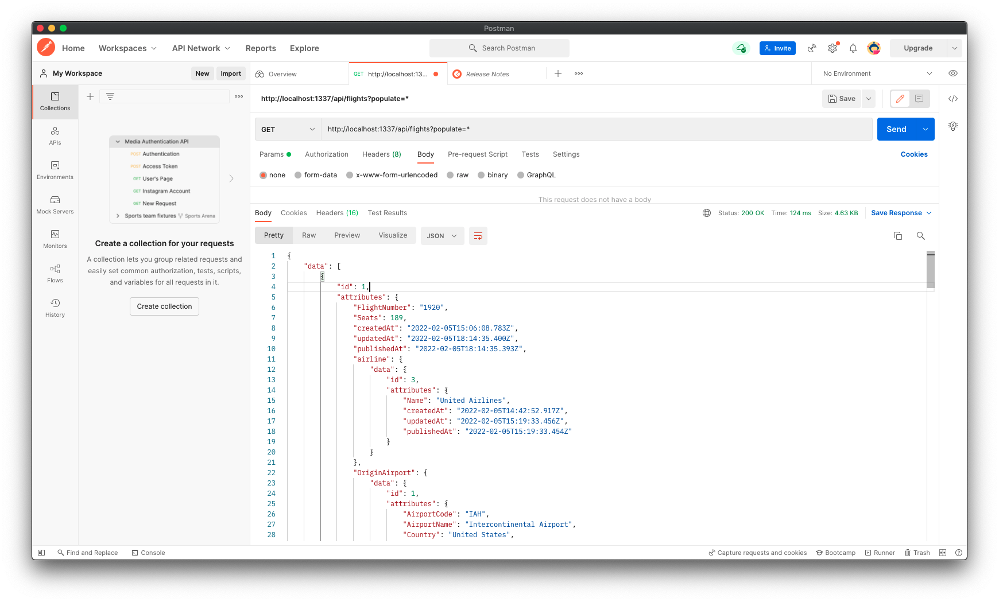 Postman
Home Workspaces API Network Reports Explore Search Postman Invite Upgrade
My Workspace New Import Overview GET http://localhost:13... Release Notes No Environment
http://localhost:1337/api/flights?populate=* Save
GET http://localhost:1337/api/flights?populate=* Send
Params Authorization Headers (8) Body Pre-request Script Tests Settings Cookies
none form-data x-www-form-urlencoded raw binary GraphQL
This request does not have a body
Body Cookies Headers (16) Test Results Status: 200 OK Time: 124 ms Size: 4.63 KB Save Response
Pretty Raw Preview Visualize JSON
Collections
APIs
Environments
Mock Servers
Monitors
Flows
History
Media Authentication API
POST Authentication
POST Access Token
GET User's Page
GET Instagram Account
GET New Request
Sports team fixtures Sports Arena
Create a collection for your requests
A collection lets you group related requests and
easily set common authorization, tests, scripts,
and variables for all requests in it.
Create collection
1 {
2 "data": [
3 {
4 "id": 1,
5 "attributes": {
6 "FlightNumber": "1920",
7 "Seats": 189,
8 "createdAt": "2022-02-05T15:06:08.783Z",
9 "updatedAt": "2022-02-05T18:14:35.400Z",
10 "publishedAt": "2022-02-05T18:14:35.393Z",
11 "airline": {
12 "data": {
13 "id": 3,
14 "attributes": {
15 "Name": "United Airlines",
16 "createdAt": "2022-02-05T14:42:52.917Z",
17 "updatedAt": "2022-02-05T15:19:33.456Z",
18 "publishedAt": "2022-02-05T15:19:33.454Z"
19 }
20 }
21 },
22 "OriginAirport": {
23 "data": {
24 "id": 1,
25 "attributes": {
26 "AirportCode": "IAH",
27 "AirportName": "Intercontinental Airport",
28 "Country": "United States",
Find and Replace Console Capture requests and cookies Bootcamp Runner Trash